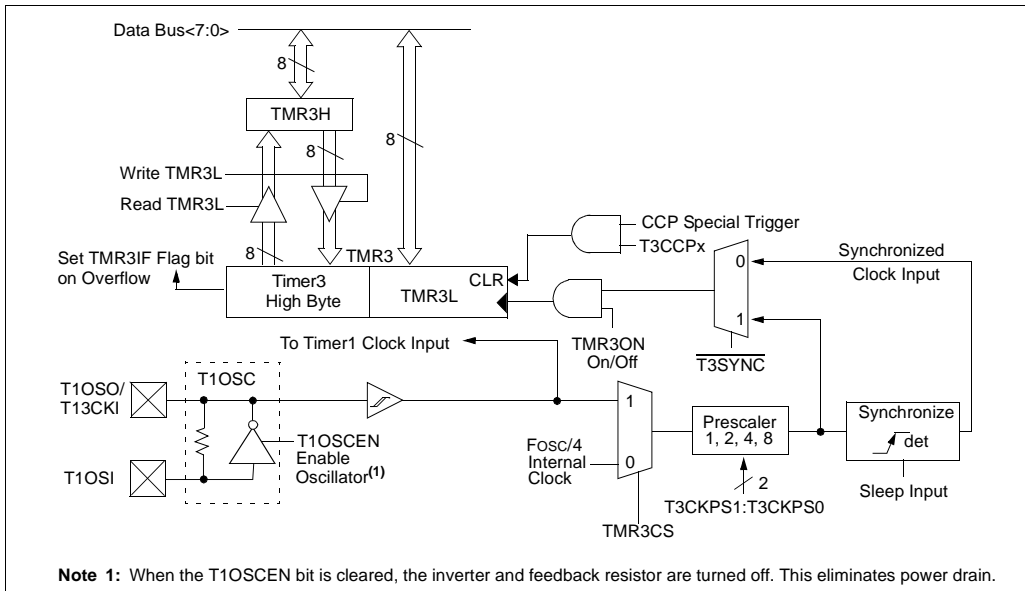 Data Bus<7:0>
8
TMR3H
8
8
Write TMR3L
Read TMR3L
CCP Special Trigger
T3CCPx
8
TMR3
Set TMR3IF Flag bit
on Overflow
Timer3
High Byte
TMR3L
CLR
0
1
Synchronized
Clock Input
To Timer1 Clock Input
TMR3ON
On/Off
T3SYNC
T1OSO/
T13CKI
T1OSC
1
Prescaler
1, 2, 4, 8
Synchronize
det
T1OSCEN
Enable
Oscillator(1)
FOSC/4
Internal
Clock
0
T1OSI
2
Sleep Input
T3CKPS1:T3CKPS0
TMR3CS
Note 1: When the T1OSCEN bit is cleared, the inverter and feedback resistor are turned off. This eliminates power drain.